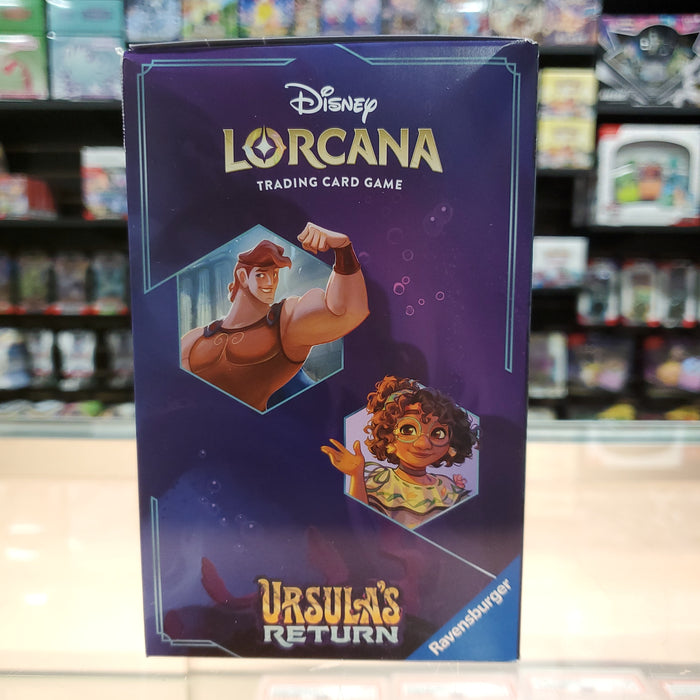 Disney
LORCANA
TRADING CARD GAME
URSULA'S
RETURN
Ravensburger